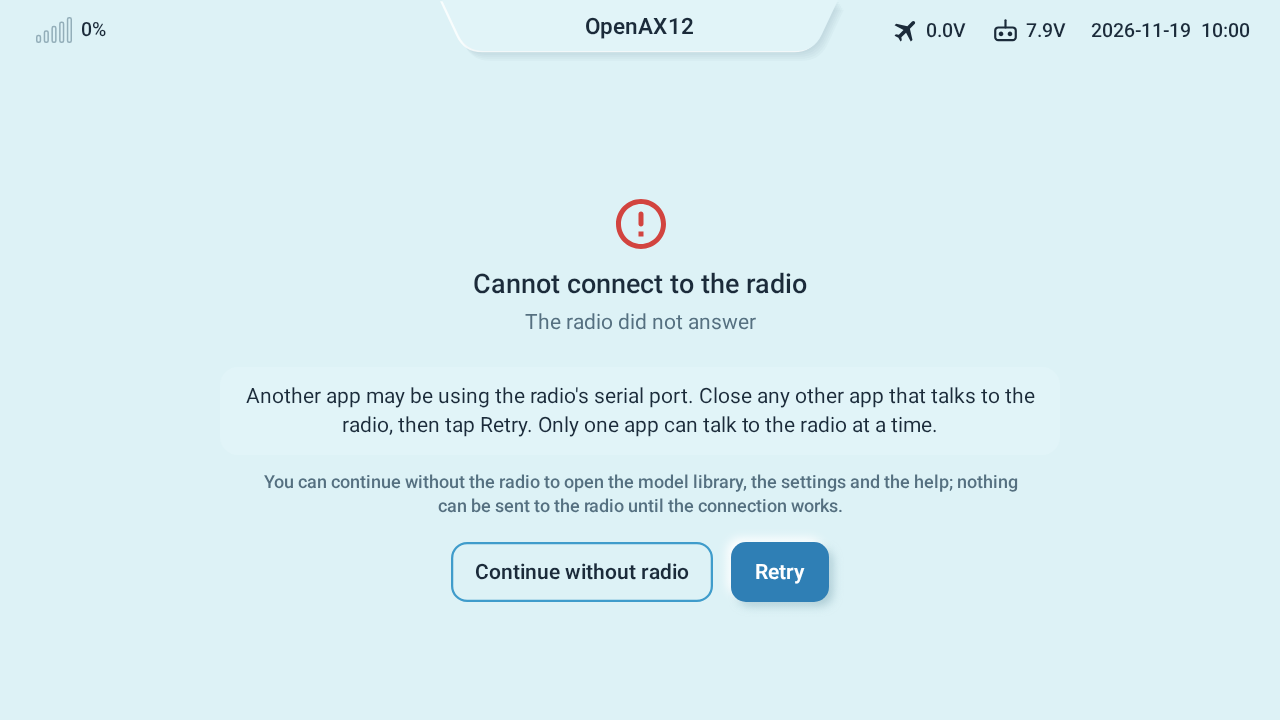 0%
OpenAX12
0.0V
7.9V
2026-11-19 10:00
Cannot connect to the radio
The radio did not answer
Another app may be using the radio's serial port. Close any other app that talks to the
radio, then tap Retry. Only one app can talk to the radio at a time.
You can continue without the radio to open the model library, the settings and the help; nothing
can be sent to the radio until the connection works.
Continue without radio
Retry